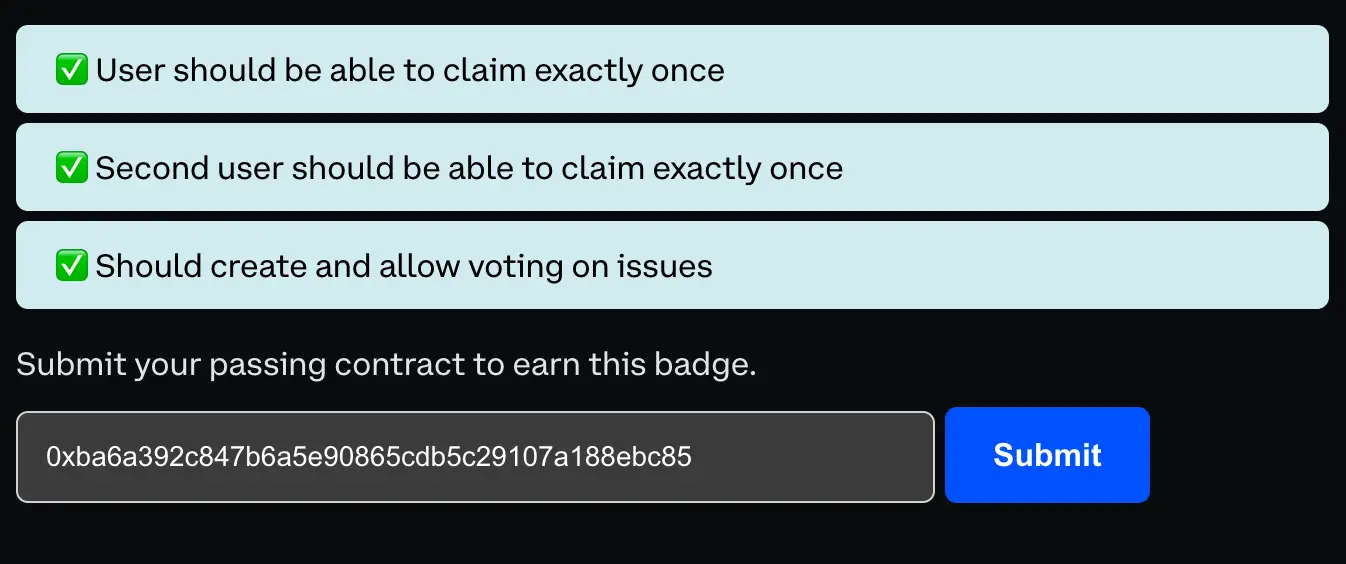 ✅ User should be able to claim exactly once
✅ Second user should be able to claim exactly once
✅ Should create and allow voting on issues
Submit your passing contract to earn this badge.
0xba6a392c847b6a5e90865cdb5c29107a188ebc85
Submit